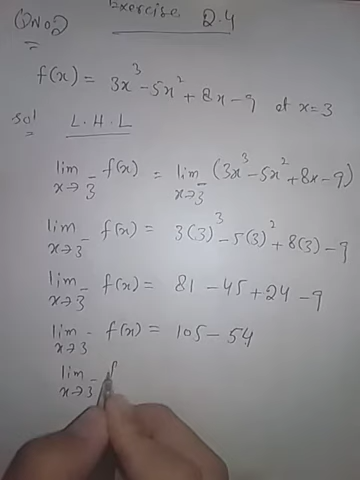 Exercise 2.4
Q No 2
f(x) = 3x³ - 5x² + 8x - 9 at x=3
Sol L.H.L
lim x→3⁻ f(x) = lim x→3⁻ (3x³ - 5x² + 8x - 9)
lim x→3⁻ f(x) = 3(3)³ - 5(3)² + 8(3) - 9
lim x→3⁻ f(x) = 81 - 45 + 24 - 9
lim x→3⁻ f(x) = 105 - 54
lim x→3⁻ f